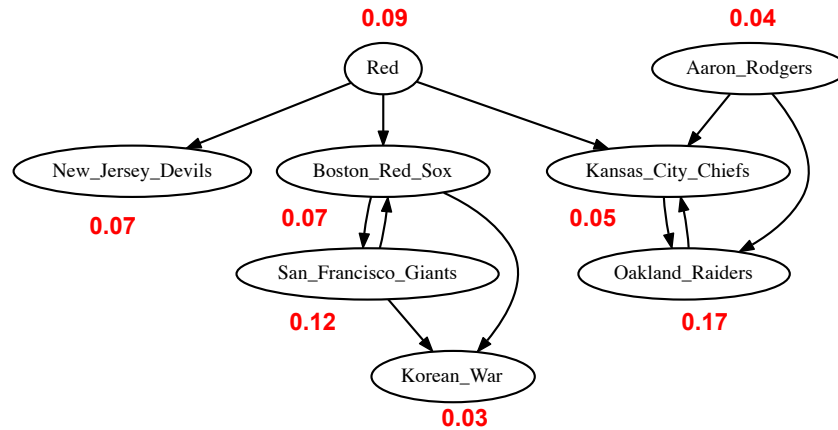 0.09
0.04
Red
Aaron_Rodgers
New_Jersey_Devils
Boston_Red_Sox
Kansas_City_Chiefs
0.07
0.07
0.05
San_Francisco_Giants
Oakland_Raiders
0.12
0.17
Korean_War
0.03